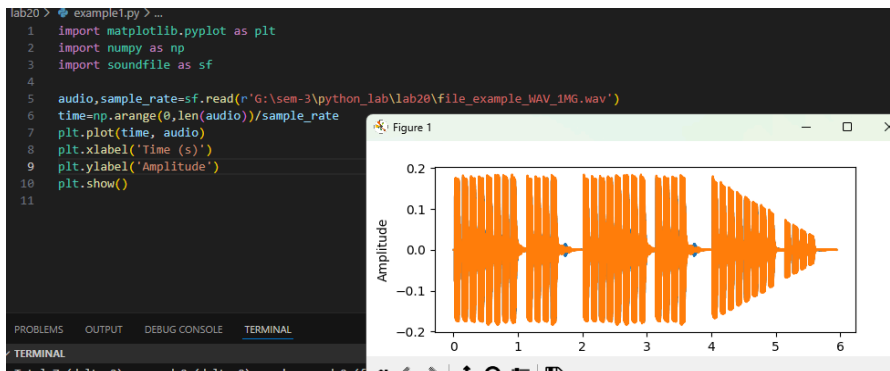 lab20 > example1.py > ...
1 import matplotlib.pyplot as plt
2 import numpy as np
3 import soundfile as sf
4
5 audio,sample_rate=sf.read(r'G:\sem-3\python_lab\lab20\file_example_WAV_1MG.wav')
6 time=np.arange(0,len(audio))/sample_rate
7 plt.plot(time, audio)
8 plt.xlabel('Time (s)')
9 plt.ylabel('Amplitude')
10 plt.show()
11
Figure 1
0.2
0.1
0.0
−0.1
−0.2
Amplitude
0 1 2 3 4 5 6
PROBLEMS OUTPUT DEBUG CONSOLE TERMINAL
TERMINAL